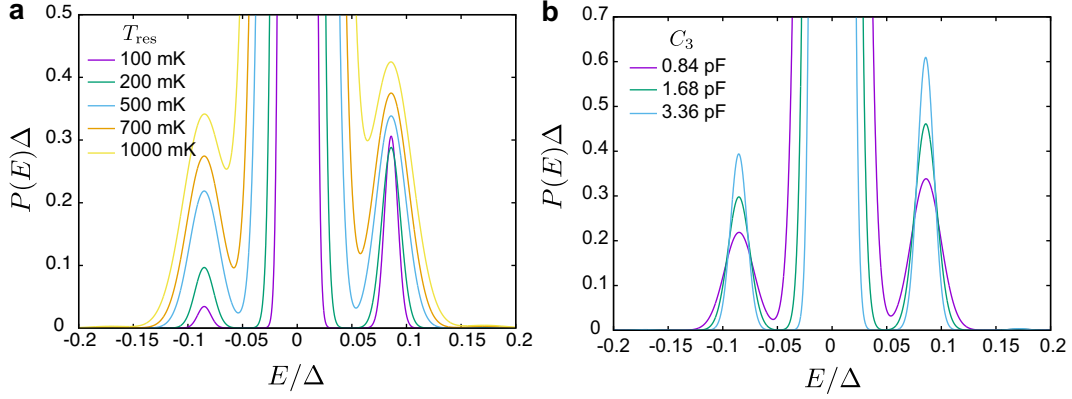 a
0.5
0.4
0.3
0.2
0.1
0
P(E)Δ
T_res
100 mK
200 mK
500 mK
700 mK
1000 mK
-0.2 -0.15 -0.1 -0.05 0 0.05 0.1 0.15 0.2
E/Δ
b
0.7
0.6
0.5
0.4
0.3
0.2
0.1
0
P(E)Δ
C_3
0.84 pF
1.68 pF
3.36 pF
-0.2 -0.15 -0.1 -0.05 0 0.05 0.1 0.15 0.2
E/Δ